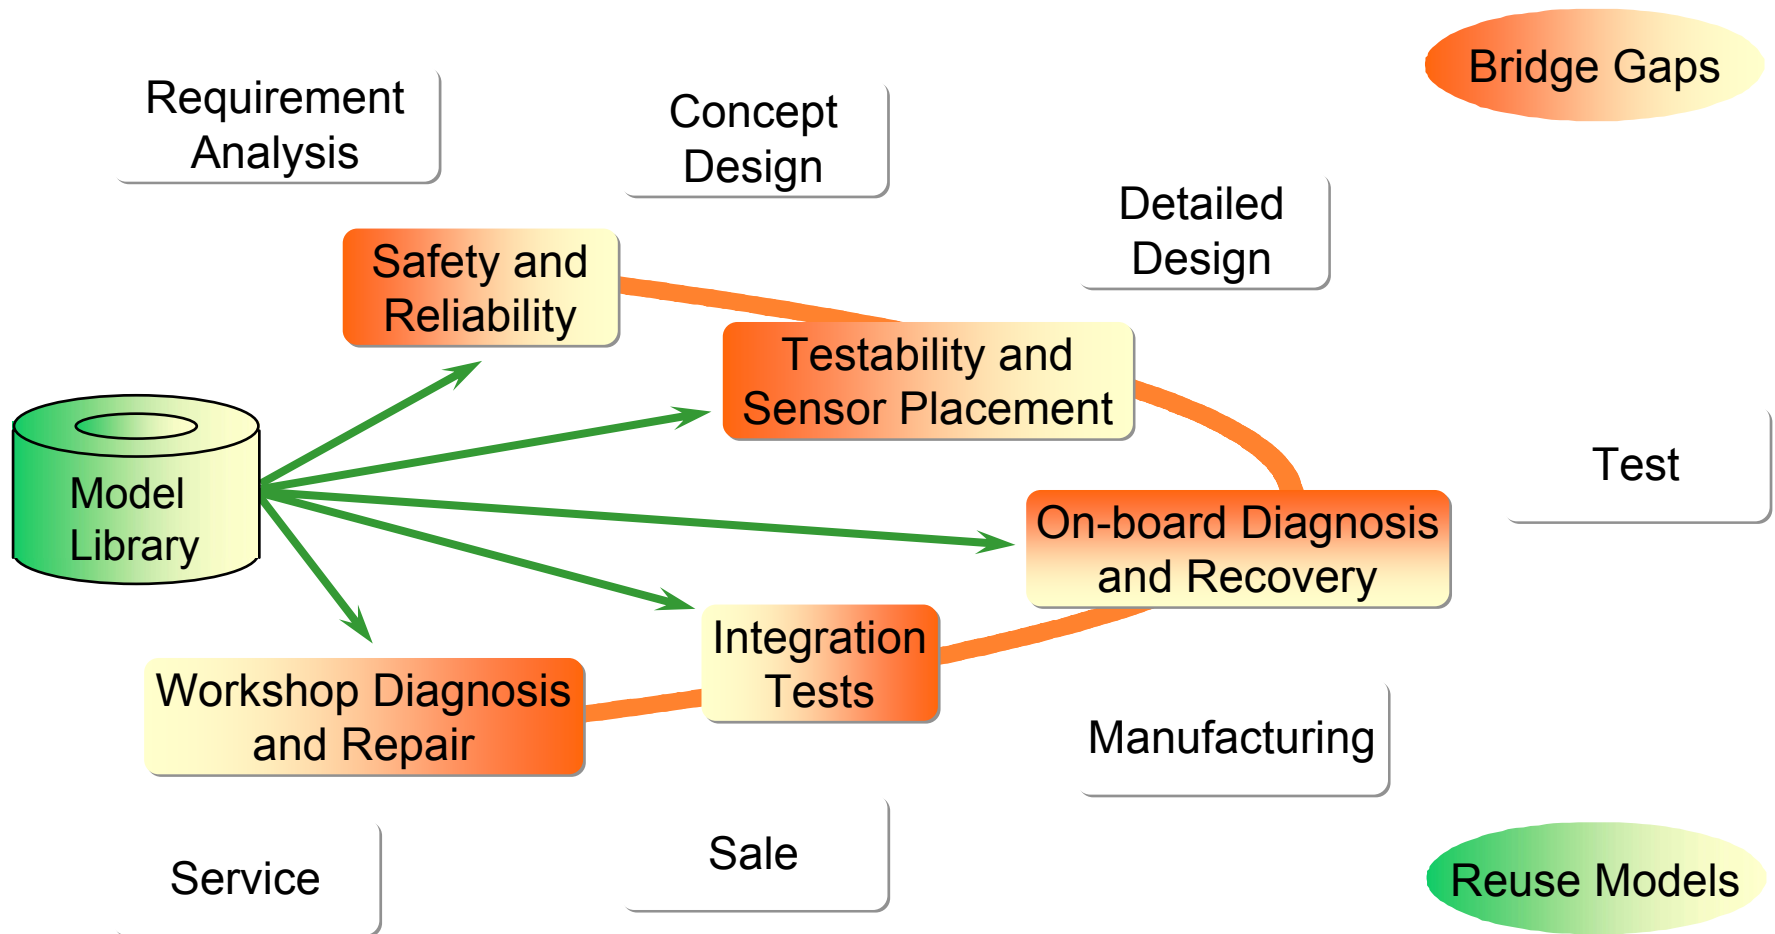 Bridge Gaps
Requirement
Analysis
Concept
Design
Detailed
Design
Safety and
Reliability
Testability and
Sensor Placement
Test
Model
Library
On-board Diagnosis
and Recovery
Integration
Tests
Workshop Diagnosis
and Repair
Manufacturing
Sale
Service
Reuse Models